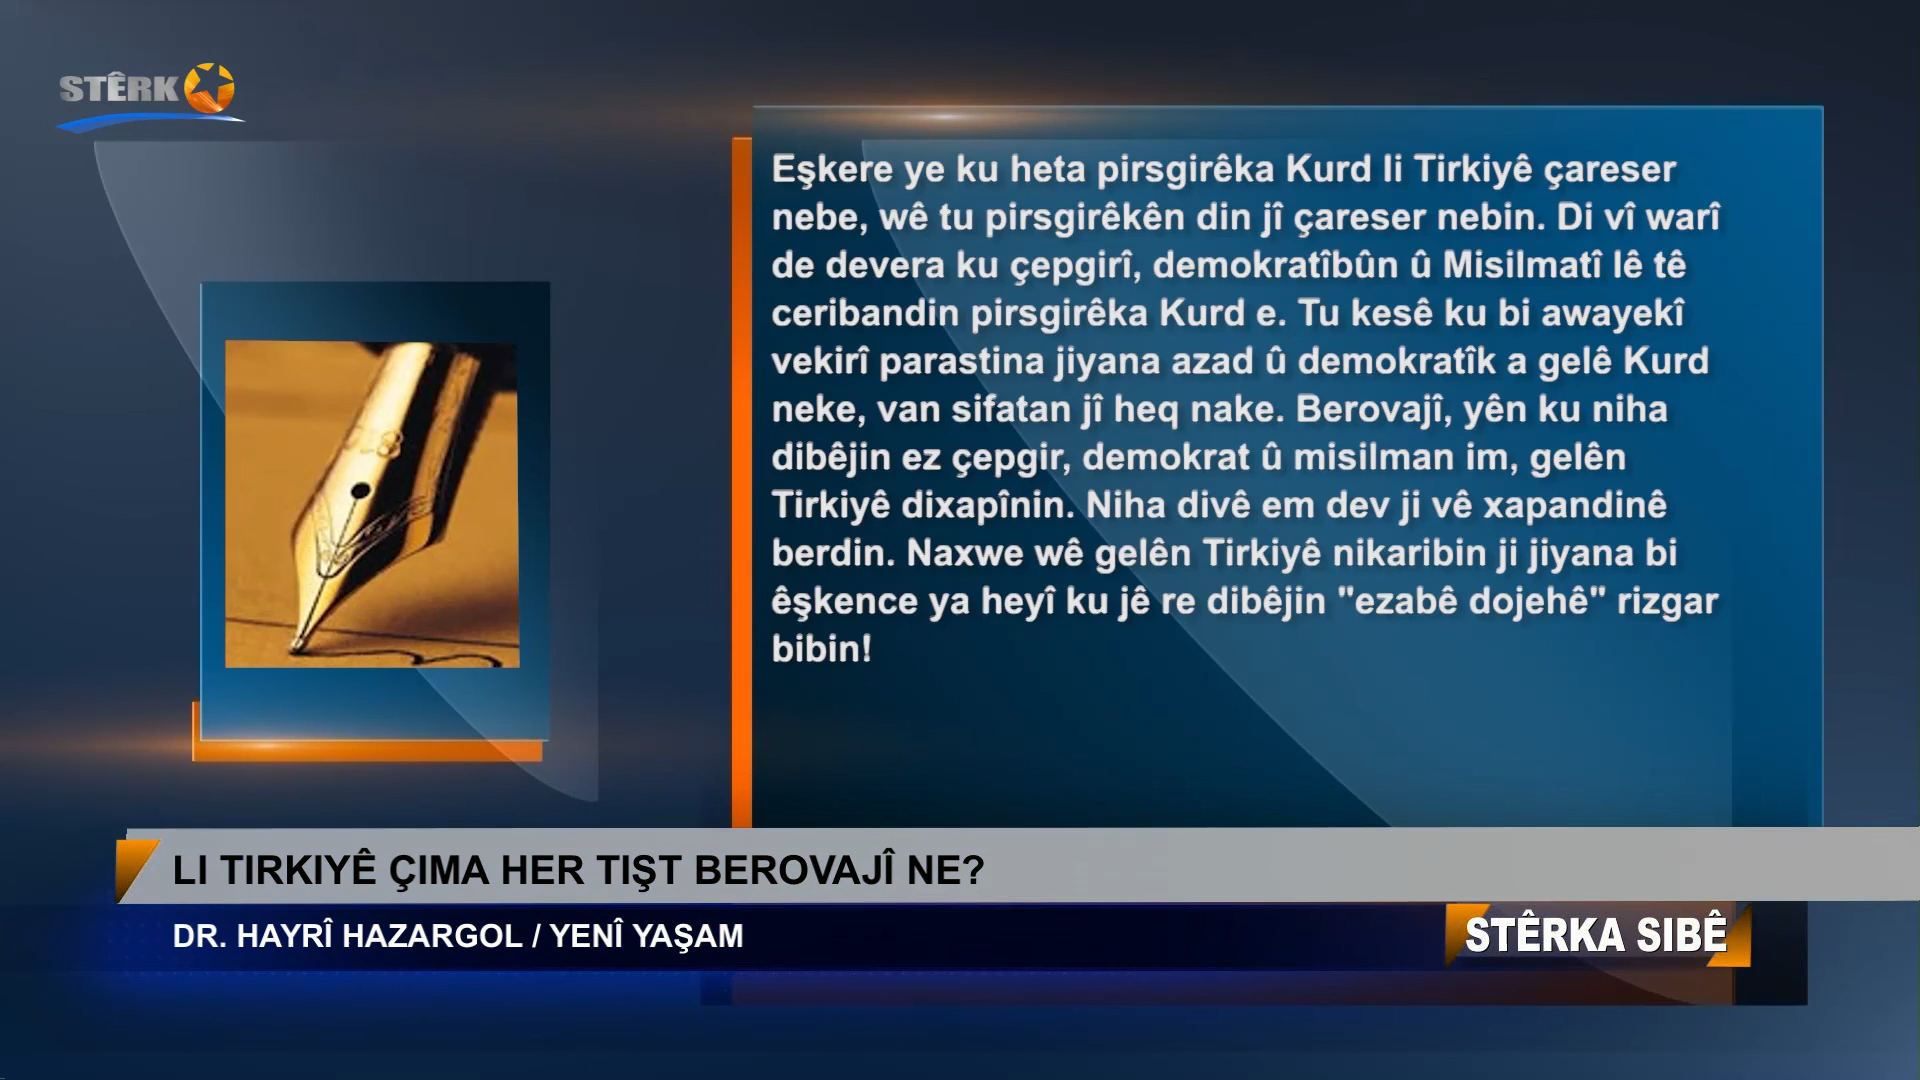 STÊRK
Eşkere ye ku heta pirsgirêka Kurd li Tirkiyê çareser
nebe, wê tu pirsgirêkên din jî çareser nebin. Di vî warî
de devera ku çepgirî, demokratîbûn û Misilmatî lê tê
ceribandin pirsgirêka Kurd e. Tu kesê ku bi awayekî
vekirî parastina jiyana azad û demokratîk a gelê Kurd
neke, van sifatan jî heq nake. Berovajî, yên ku niha
dibêjin ez çepgir, demokrat û misilman im, gelên
Tirkiyê dixapînin. Niha divê em dev ji vê xapandinê
berdin. Naxwe wê gelên Tirkiyê nikaribin ji jiyana bi
êşkence ya heyî ku jê re dibêjin "ezabê dojehê" rizgar
bibin!
LI TIRKIYÊ ÇIMA HER TIŞT BEROVAJÎ NE?
DR. HAYRÎ HAZARGOL / YENÎ YAŞAM
STÊRKA SIBÊ